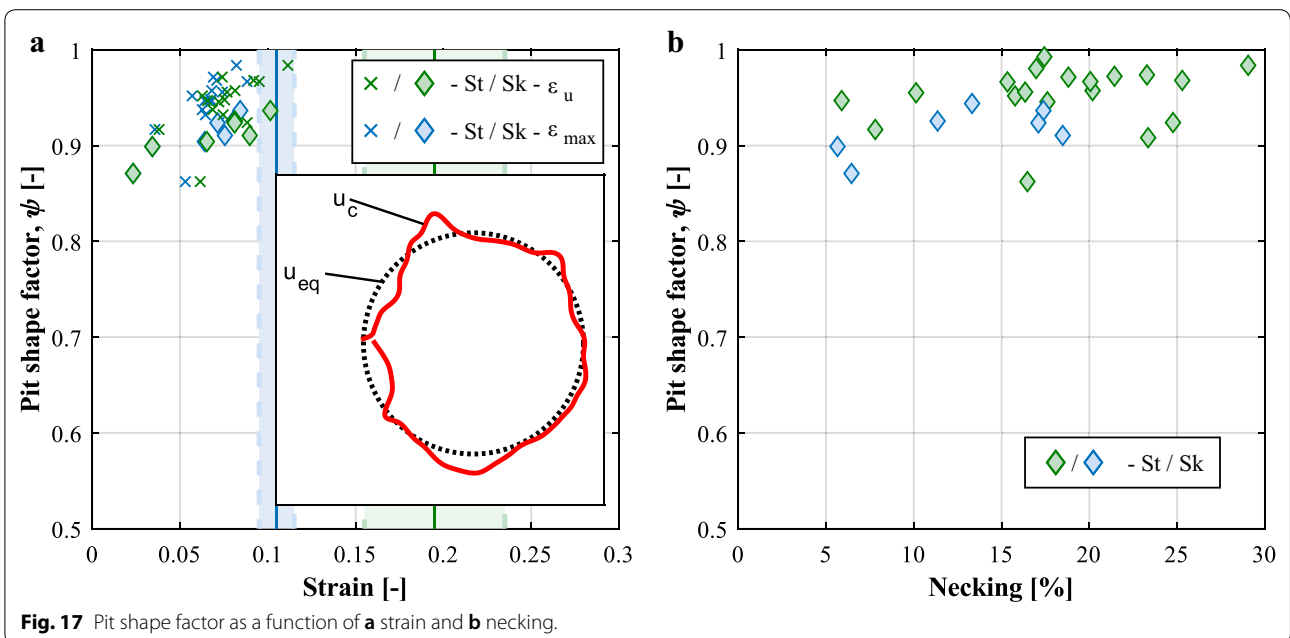 a
1
0.9
0.8
0.7
0.6
0.5
Pit shape factor, ψ [-]
0
0.05
0.1
0.15
0.2
0.25
0.3
Strain [-]
/ - St / Sk - ε u
/ - St / Sk - ε max
u c
u eq
b
1
0.9
0.8
0.7
0.6
0.5
Pit shape factor, ψ [-]
0
5
10
15
20
25
30
Necking [%]
/ - St / Sk
Fig. 17 Pit shape factor as a function of a strain and b necking.